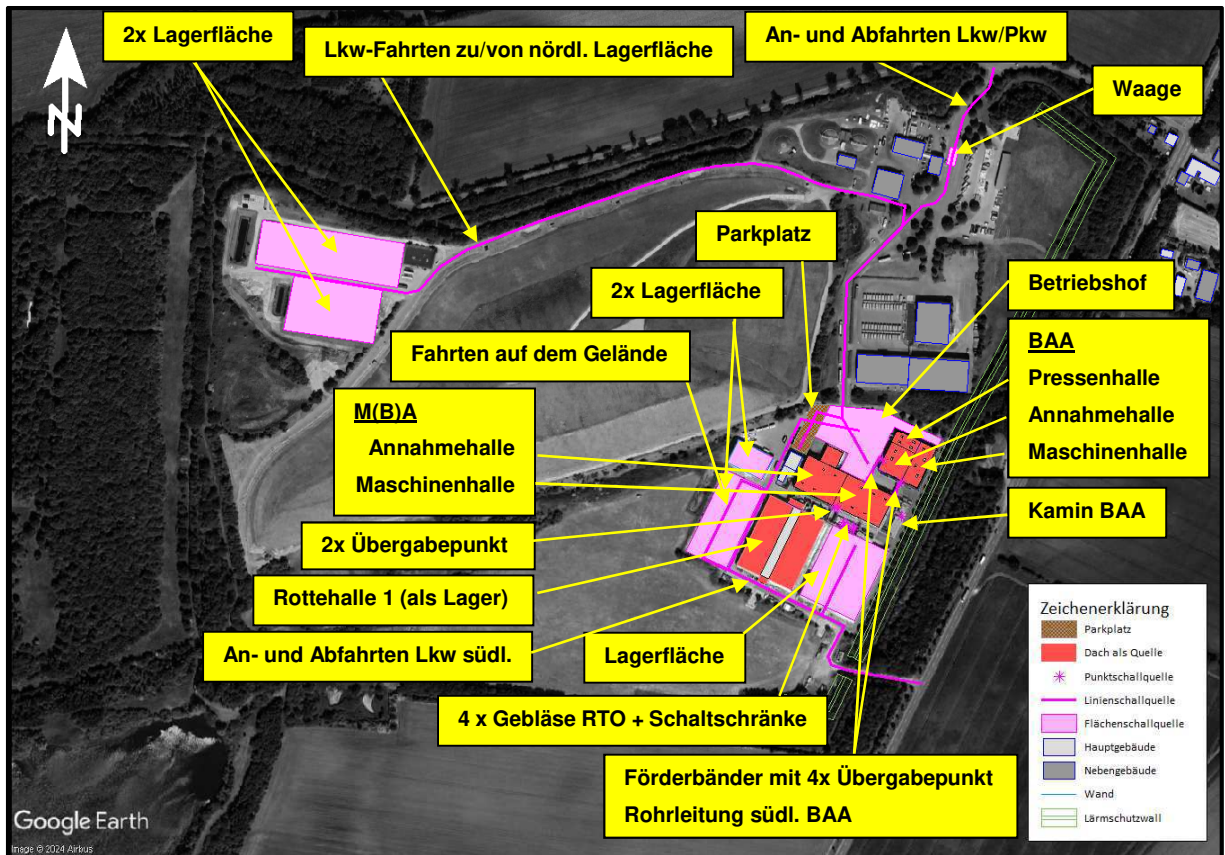 2x Lagerfläche
Lkw-Fahrten zu/von nördl. Lagerfläche
An- und Abfahrten Lkw/Pkw
Waage
N
Parkplatz
2x Lagerfläche
Betriebshof
Fahrten auf dem Gelände
BAA
Pressenhalle
Annahmehalle
Maschinenhalle
M(B)A
Annahmehalle
Maschinenhalle
Kamin BAA
2x Übergabepunkt
Rottehalle 1 (als Lager)
An- und Abfahrten Lkw südl.
Lagerfläche
4 x Gebläse RTO + Schaltschränke
Förderbänder mit 4x Übergabepunkt
Rohrleitung südl. BAA
Zeichenerklärung
Parkplatz
Dach als Quelle
Punktschallquelle
Linienschallquelle
Flächenschallquelle
Hauptgebäude
Nebengebäude
Wand
Lärmschutzwall
Google Earth
Image © 2024 Airbus